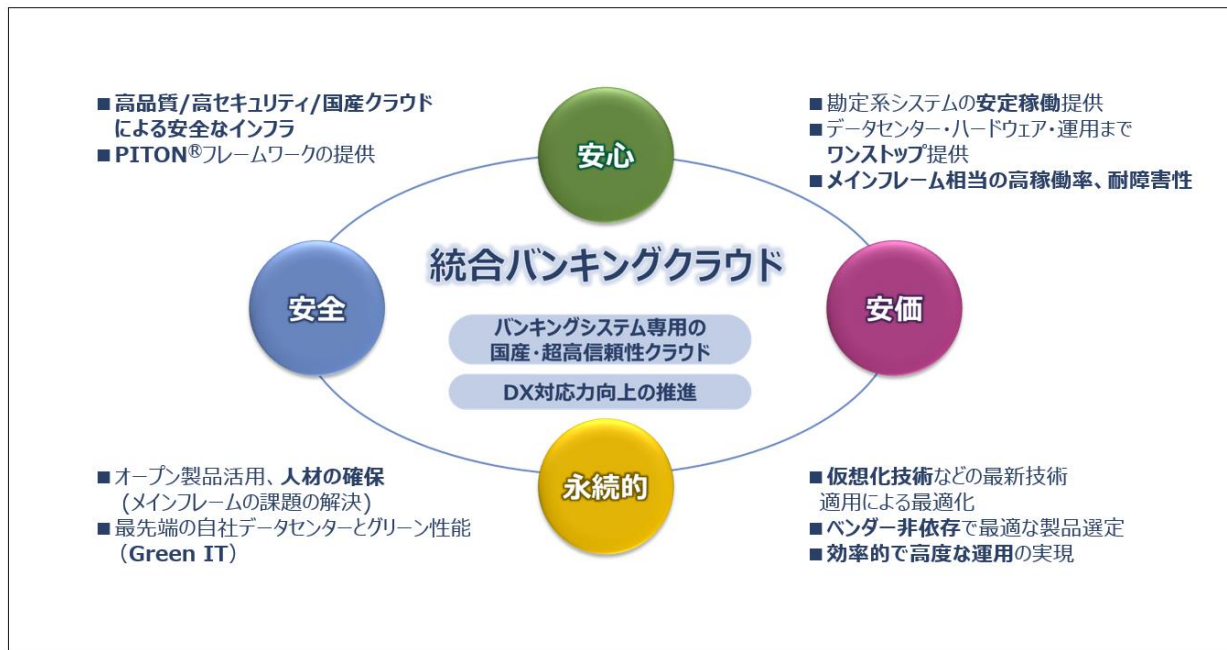 ■高品質/高セキュリティ/国産クラウド
による安全なインフラ
■PITON®フレームワークの提供
■勘定系システムの安定稼働提供
■データセンター・ハードウェア・運用まで
ワンストップ提供
■メインフレーム相当の高稼働率、耐障害性
安心
統合バンキングクラウド
安全
安価
バンキングシステム専用の
国産・超高信頼性クラウド
DX対応力向上の推進
永続的
■オープン製品活用、人材の確保
(メインフレームの課題の解決)
■最先端の自社データセンターとグリーン性能
(Green IT)
■仮想化技術などの最新技術
適用による最適化
■ベンダー非依存で最適な製品選定
■効率的で高度な運用の実現